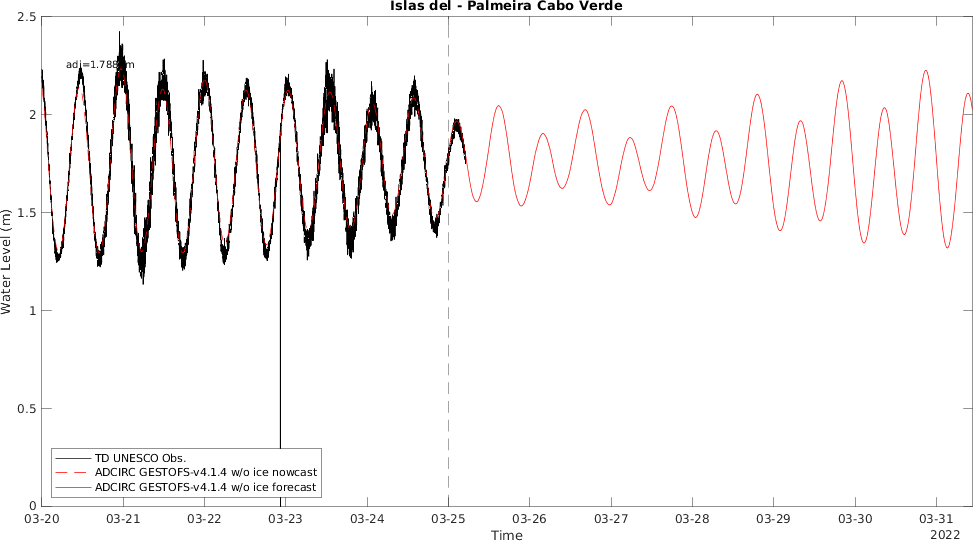 Islas del - Palmeira Cabo Verde
2.5
2
1.5
1
0.5
0
Water Level (m)
TD UNESCO Obs.
ADCIRC GESTOFS-v4.1.4 w/o ice nowcast
ADCIRC GESTOFS-v4.1.4 w/o ice forecast
03-20 03-21 03-22 03-23 03-24 03-25 03-26 03-27 03-28 03-29 03-30 03-31
Time
2022